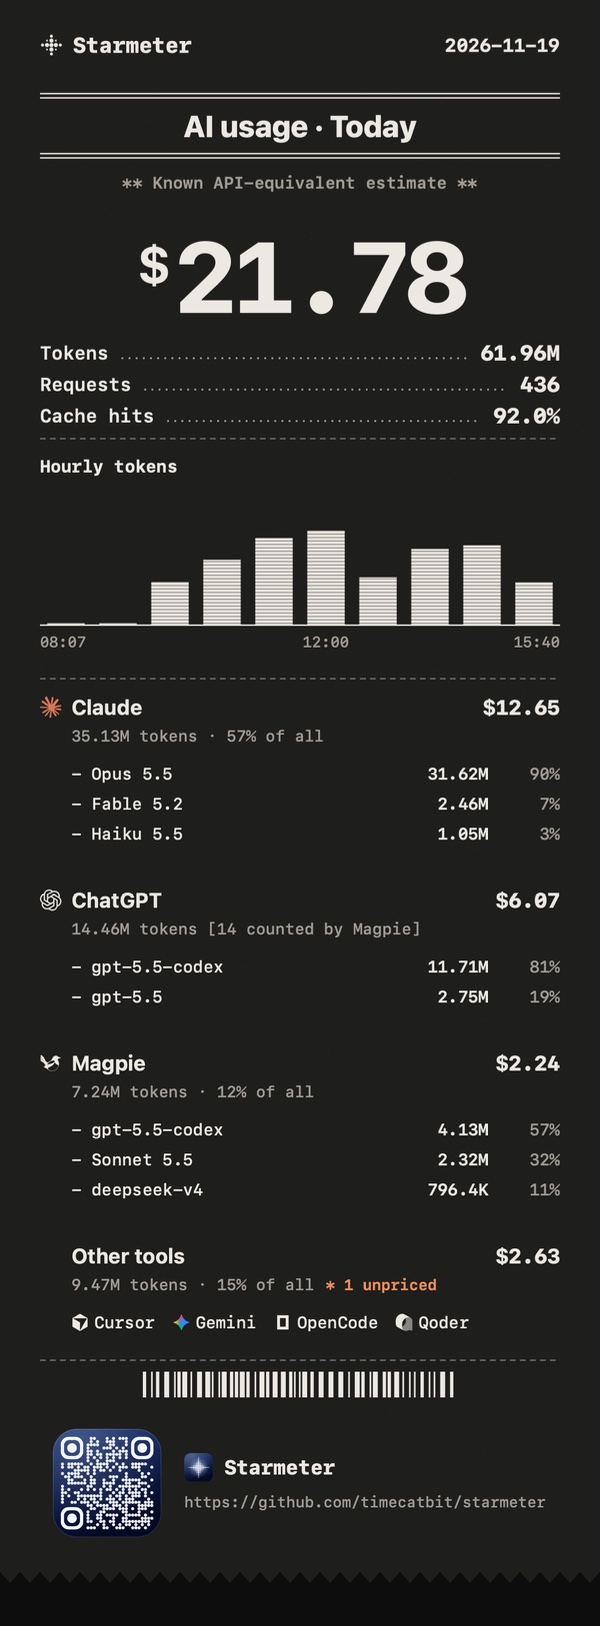 Starmeter 2026-11-19
AI usage · Today
** Known API-equivalent estimate **
$21.78
Tokens 61.96M
Requests 436
Cache hits 92.0%
Hourly tokens
08:07 12:00 15:40
Claude $12.65
35.13M tokens · 57% of all
– Opus 5.5 31.62M 90%
– Fable 5.2 2.46M 7%
– Haiku 5.5 1.05M 3%
ChatGPT $6.07
14.46M tokens [14 counted by Magpie]
– gpt-5.5-codex 11.71M 81%
– gpt-5.5 2.75M 19%
Magpie $2.24
7.24M tokens · 12% of all
– gpt-5.5-codex 4.13M 57%
– Sonnet 5.5 2.32M 32%
– deepseek-v4 796.4K 11%
Other tools $2.63
9.47M tokens · 15% of all * 1 unpriced
Cursor Gemini OpenCode Qoder
Starmeter
https://github.com/timecatbit/starmeter